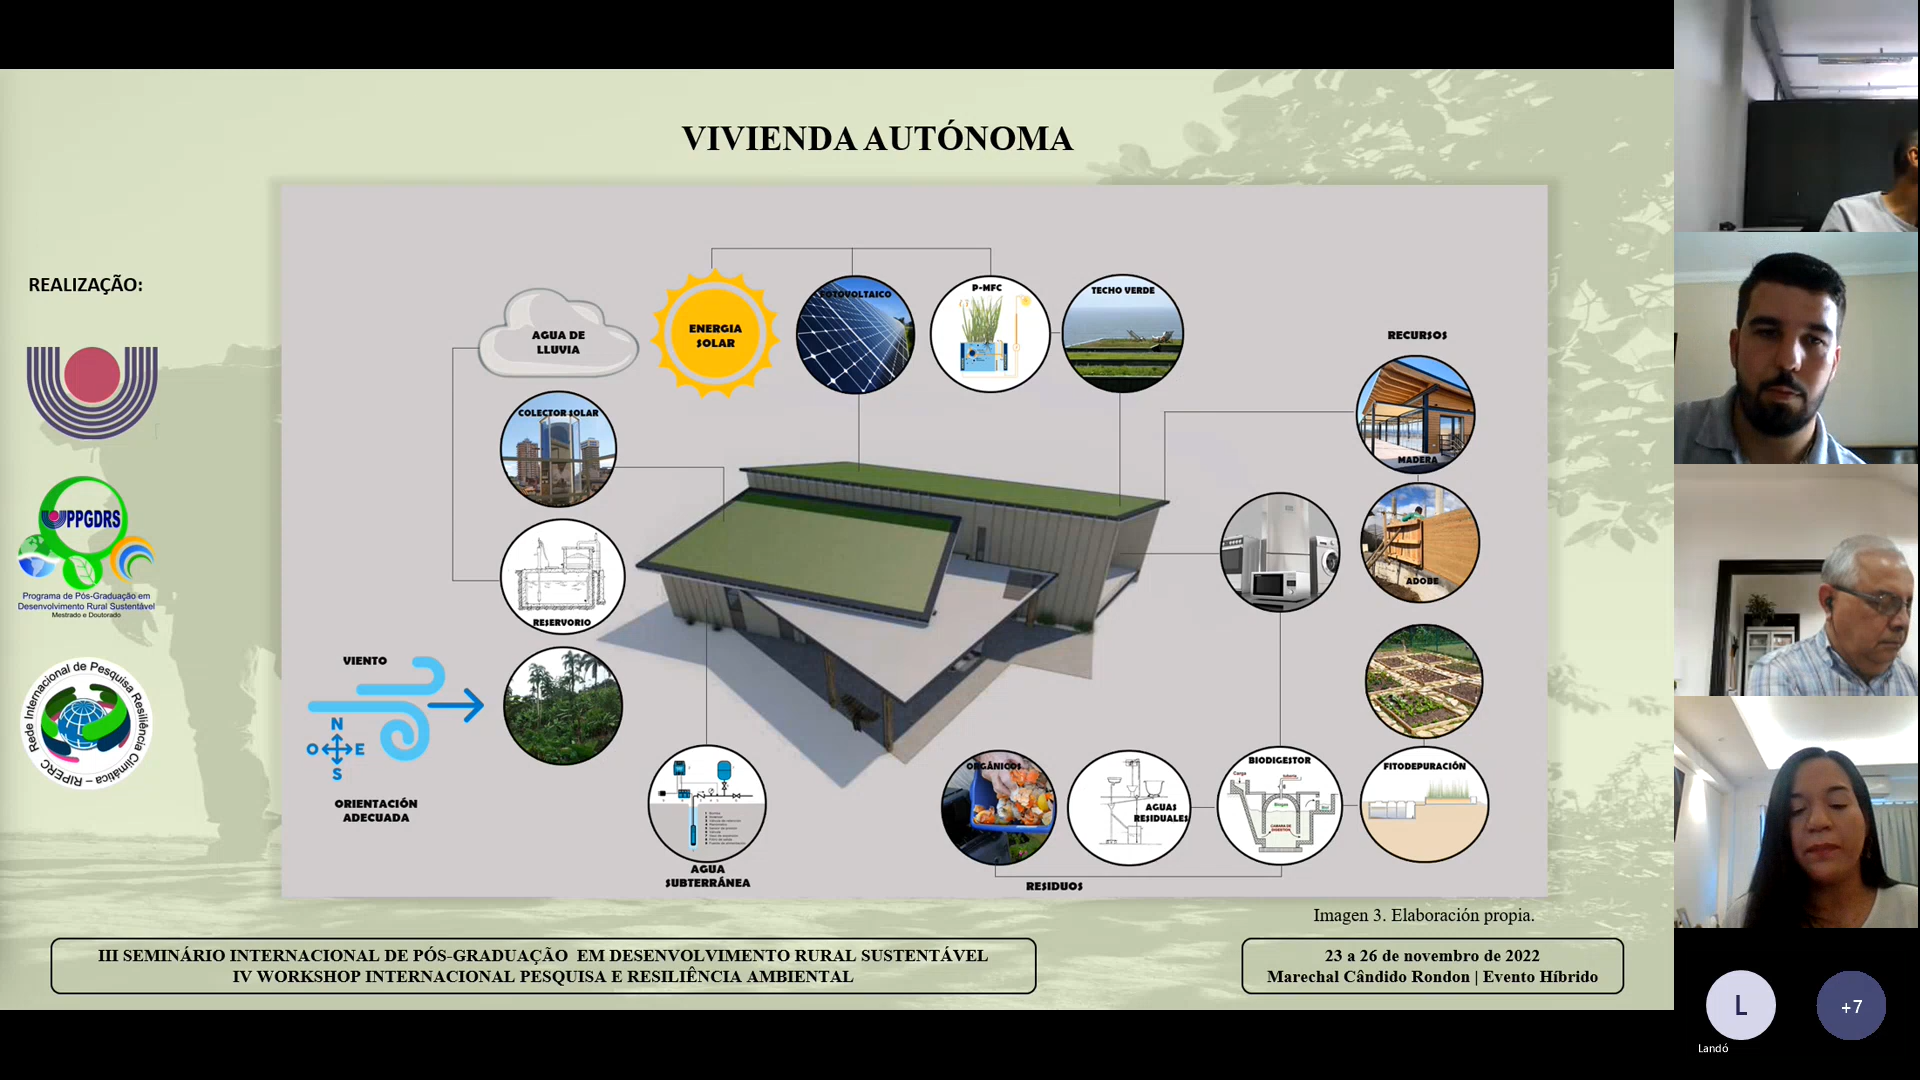 VIVIENDA AUTÓNOMA
REALIZAÇÃO:
PPGDRS
Programa de Pós-Graduação em
Desenvolvimento Rural Sustentável
Mestrado e Doutorado
Rede Internacional de Pesquisa Resiliência Climática – RIPERC
AGUA DE
LLUVIA
ENERGIA
SOLAR
FOTOVOLTAICO
P-MFC
TECHO VERDE
RECURSOS
COLECTOR SOLAR
MADERA
RESERVORIO
ADOBE
VIENTO
N
O
E
S
ORIENTACIÓN
ADECUADA
AGUA
SUBTERRÁNEA
ORGÂNICOS
AGUAS
RESIDUALES
BIODIGESTOR
Carga
Biogas
FITODEPURACIÓN
RESIDUOS
Imagen 3. Elaboración propia.
III SEMINÁRIO INTERNACIONAL DE PÓS-GRADUAÇÃO EM DESENVOLVIMENTO RURAL SUSTENTÁVEL
IV WORKSHOP INTERNACIONAL PESQUISA E RESILIÊNCIA AMBIENTAL
23 a 26 de novembro de 2022
Marechal Cândido Rondon | Evento Híbrido
L
+7
Landó